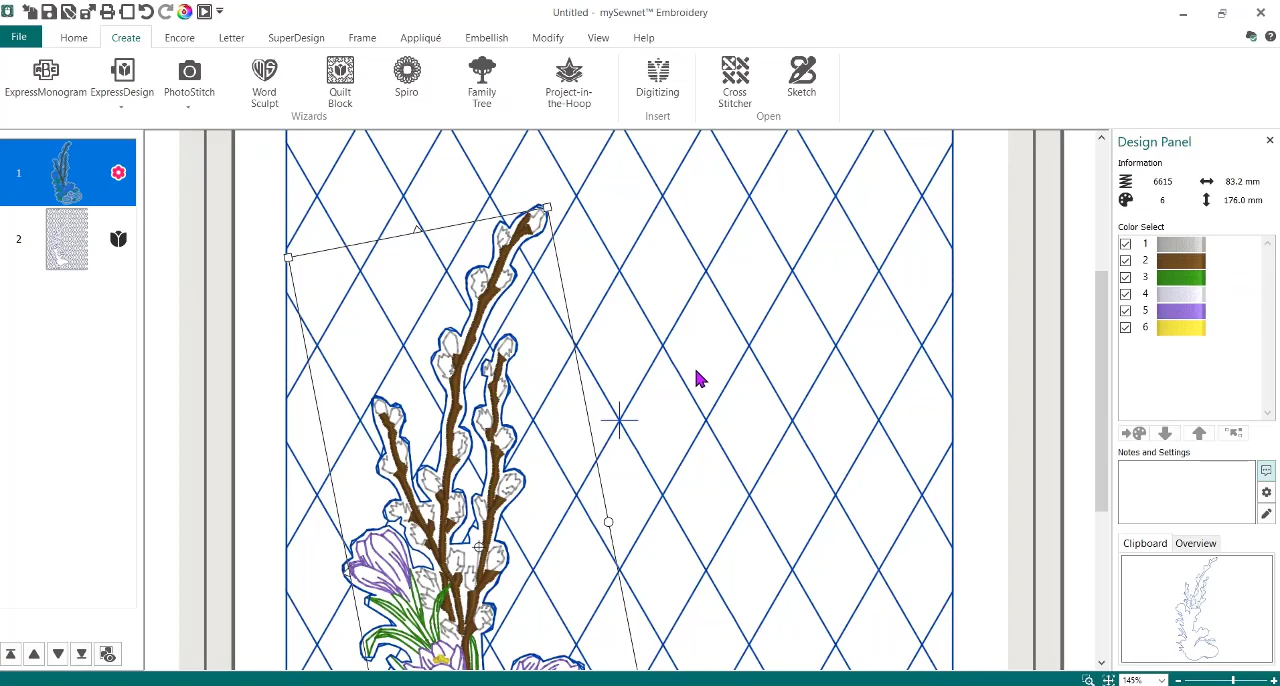 Untitled - mySewnet™ Embroidery
File Home Create Encore Letter SuperDesign Frame Appliqué Embellish Modify View Help
ExpressMonogram ExpressDesign PhotoStitch Word Sculpt Quilt Block Spiro Family Tree Project-in-the-Hoop Digitizing Cross Stitcher Sketch
Wizards Insert Open
1
2
Design Panel
Information
6615 83.2 mm
6 176.0 mm
Color Select
1
2
3
4
5
6
Notes and Settings
Clipboard Overview
145%